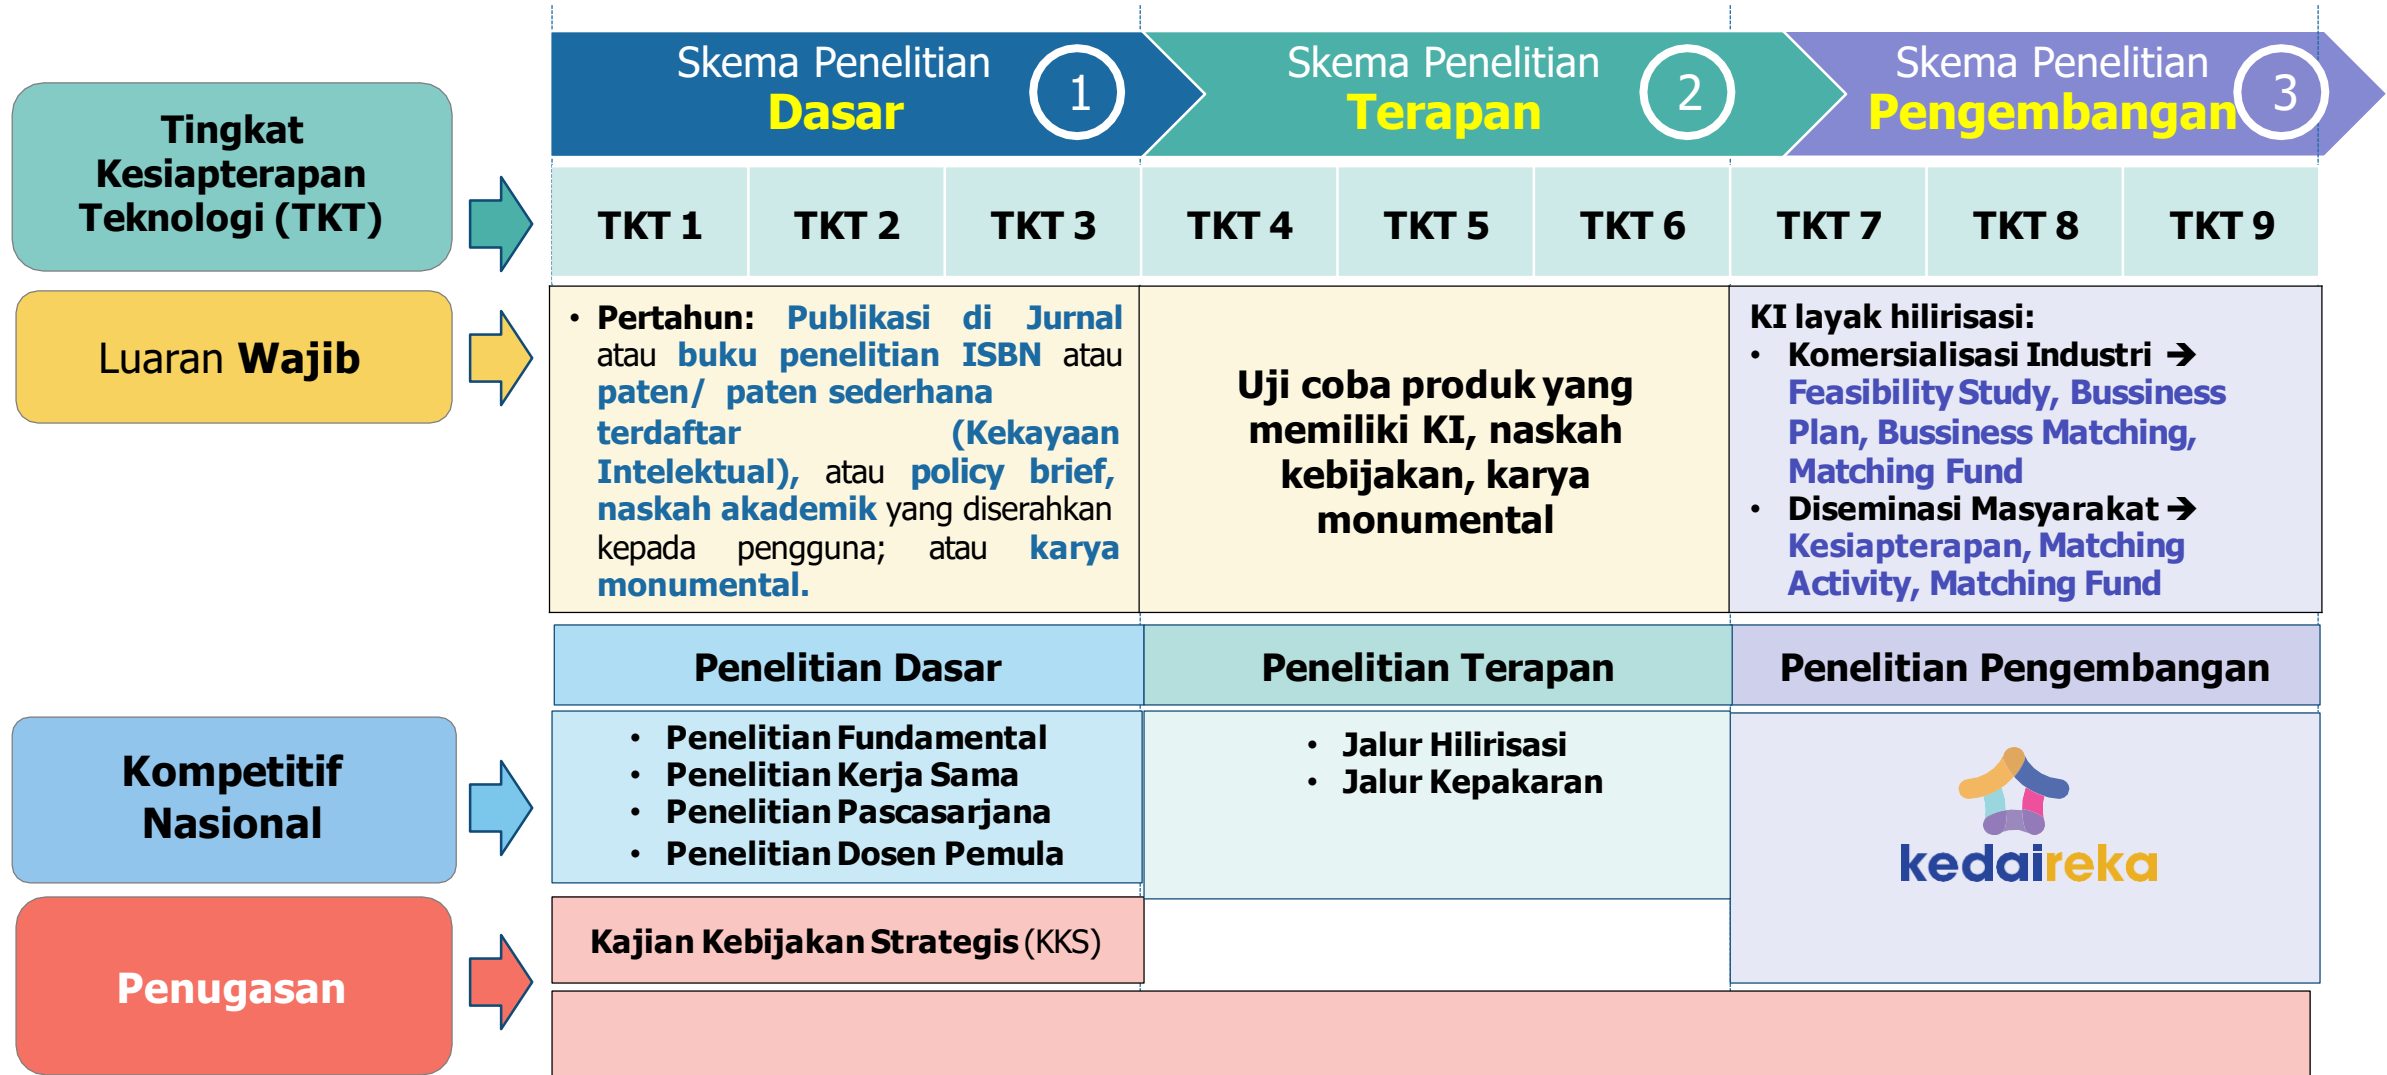 Skema Penelitian
Dasar
1
Skema Penelitian
Terapan
2
Skema Penelitian
Pengembangan
3
Tingkat
Kesiapterapan
Teknologi (TKT)
TKT 1
TKT 2
TKT 3
TKT 4
TKT 5
TKT 6
TKT 7
TKT 8
TKT 9
Luaran Wajib
• Pertahun: Publikasi di Jurnal
atau buku penelitian ISBN atau
paten/ paten sederhana
terdaftar (Kekayaan
Intelektual), atau policy brief,
naskah akademik yang diserahkan
kepada pengguna; atau karya
monumental.
Uji coba produk yang
memiliki KI, naskah
kebijakan, karya
monumental
KI layak hilirisasi:
• Komersialisasi Industri ➔
Feasibility Study, Bussiness
Plan, Bussiness Matching,
Matching Fund
• Diseminasi Masyarakat ➔
Kesiapterapan, Matching
Activity, Matching Fund
Penelitian Dasar
Penelitian Terapan
Penelitian Pengembangan
Kompetitif
Nasional
• Penelitian Fundamental
• Penelitian Kerja Sama
• Penelitian Pascasarjana
• Penelitian Dosen Pemula
• Jalur Hilirisasi
• Jalur Kepakaran
kedaireka
Penugasan
Kajian Kebijakan Strategis (KKS)